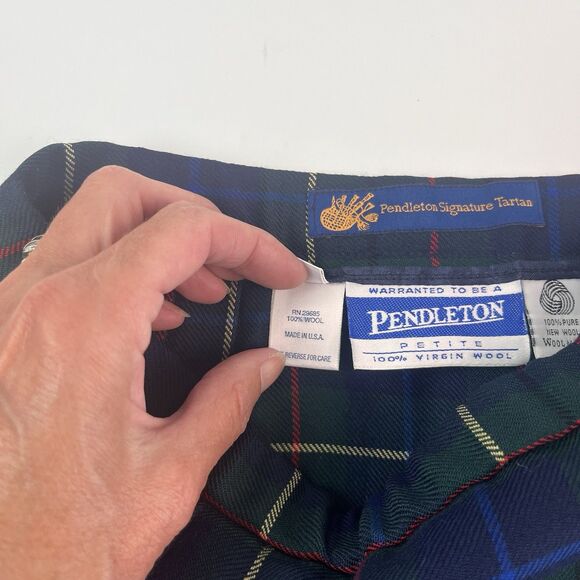 Pendleton Signature Tartan
RN 29685
100% WOOL
MADE IN U.S.A.
REVERSE FOR CARE
WARRANTED TO BE A
PENDLETON
PETITE
100% VIRGIN WOOL
100% PURE
NEW WOOL
WOOL